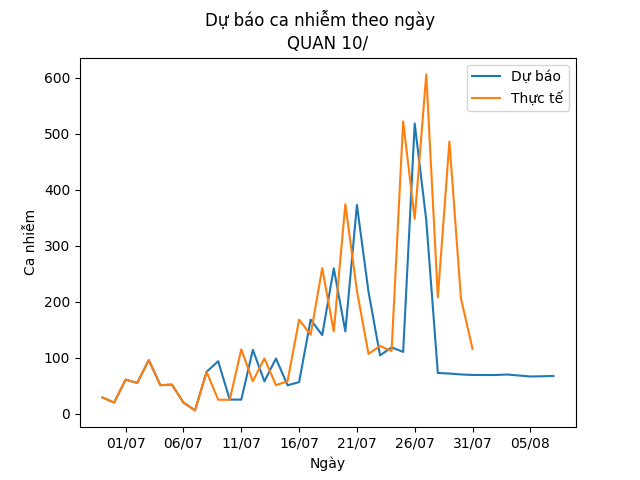 Dự báo ca nhiễm theo ngày
QUAN 10/
Dự báo
Thực tế
Ca nhiễm
600
500
400
300
200
100
0
01/07 06/07 11/07 16/07 21/07 26/07 31/07 05/08
Ngày